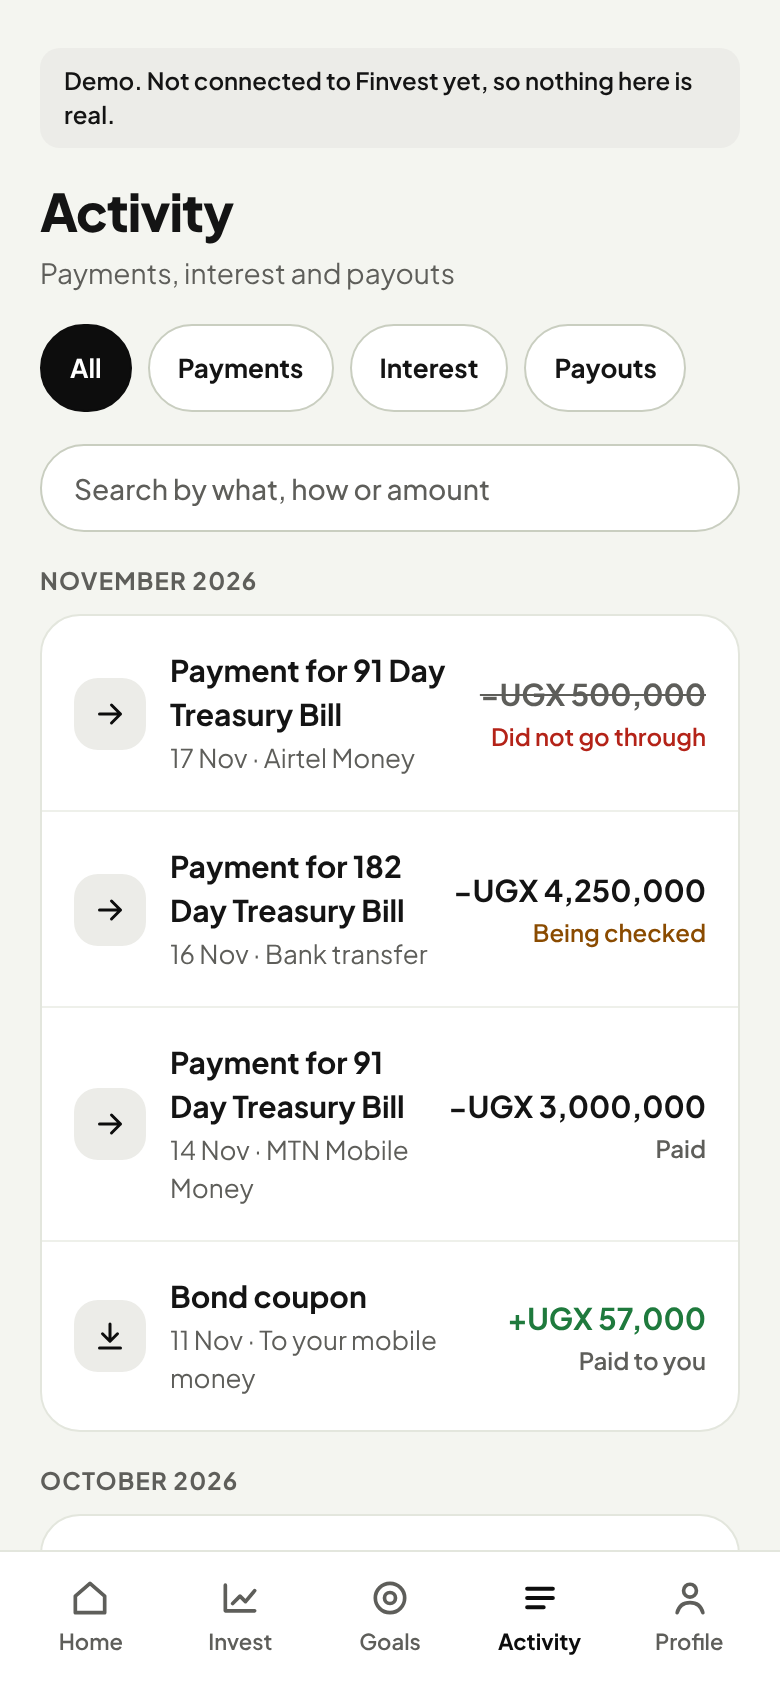 Demo. Not connected to Finvest yet, so nothing here is
real.
Activity
Payments, interest and payouts
All
Payments
Interest
Payouts
Search by what, how or amount
NOVEMBER 2026
Payment for 91 Day
Treasury Bill
17 Nov · Airtel Money
−UGX 500,000
Did not go through
Payment for 182
Day Treasury Bill
16 Nov · Bank transfer
−UGX 4,250,000
Being checked
Payment for 91
Day Treasury Bill
14 Nov · MTN Mobile
Money
−UGX 3,000,000
Paid
Bond coupon
11 Nov · To your mobile
money
+UGX 57,000
Paid to you
OCTOBER 2026
Home
Invest
Goals
Activity
Profile